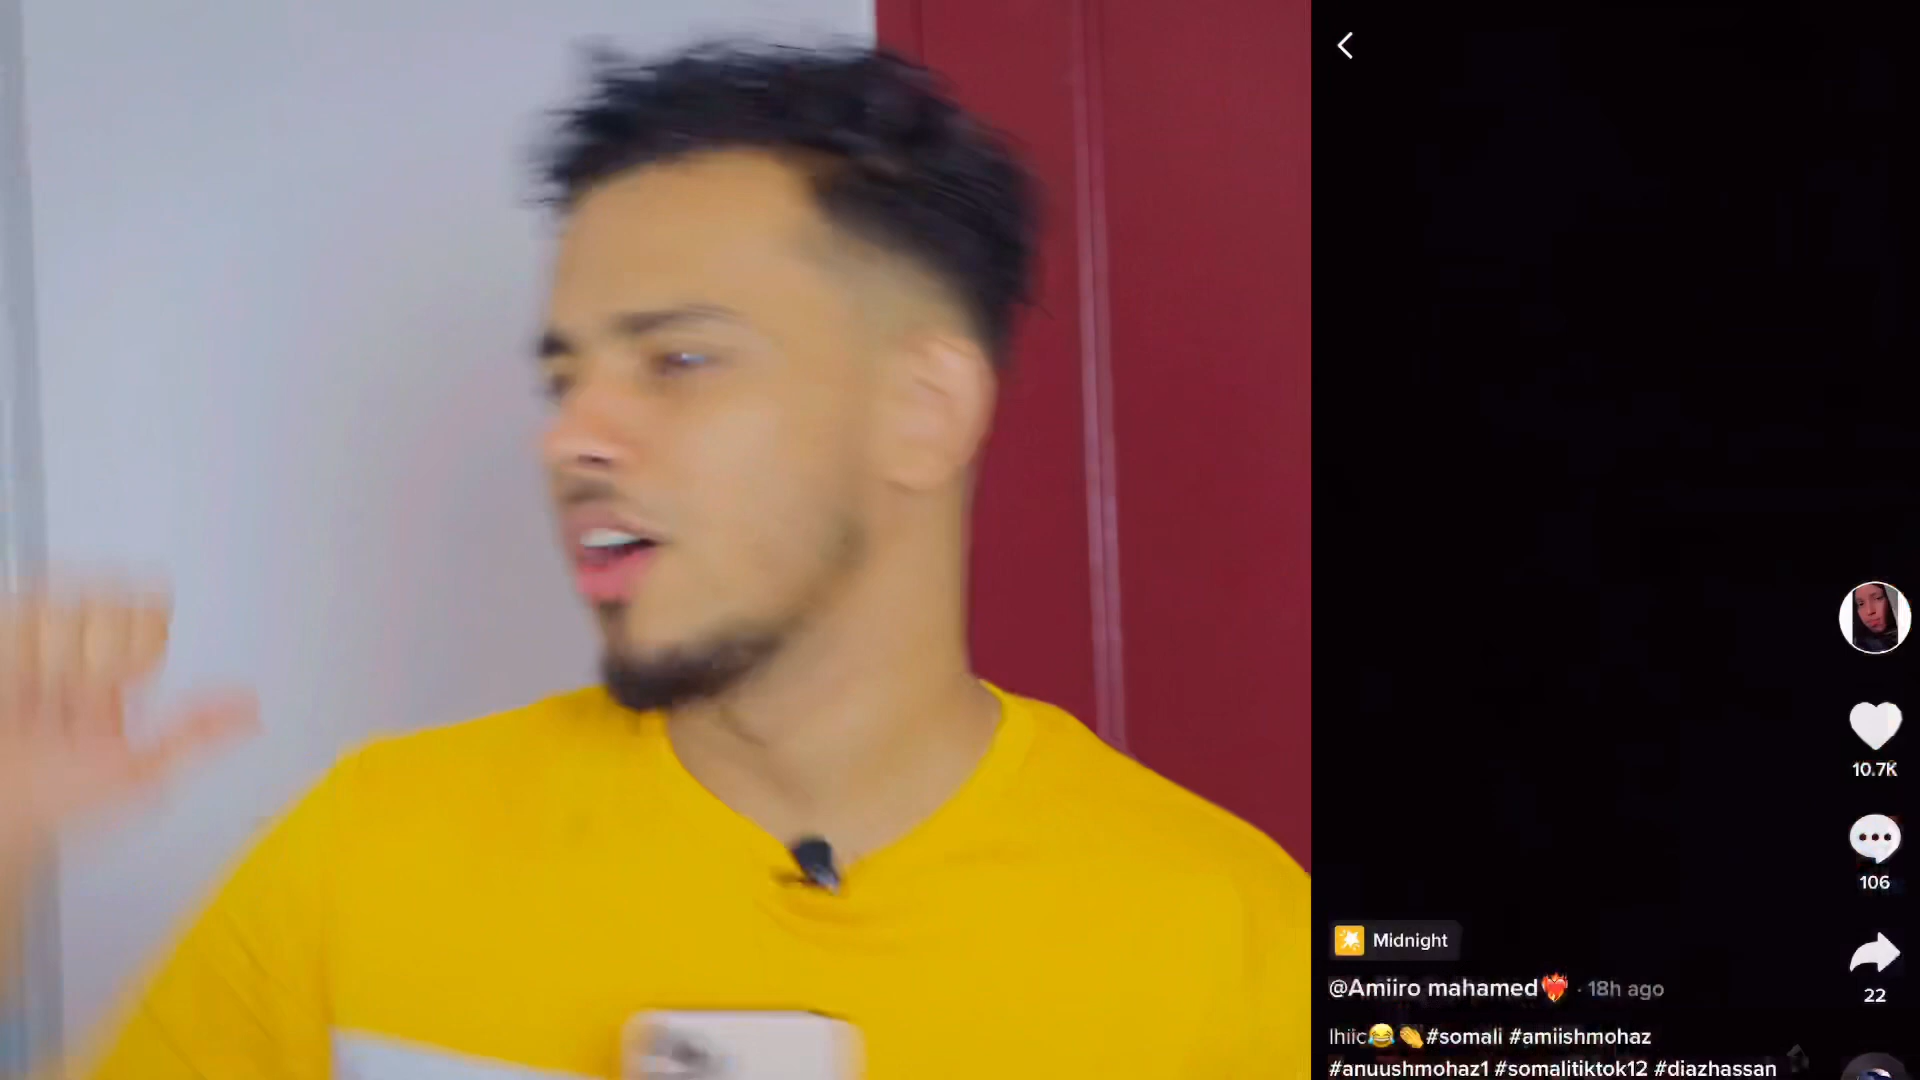 10.7K
106
22
Midnight
@Amiiro mahamed❤️‍🔥 · 18h ago
Ihiic😂👏#somali #amiishmohaz
#anuushmohaz1 #somalitiktok12 #diazhassan